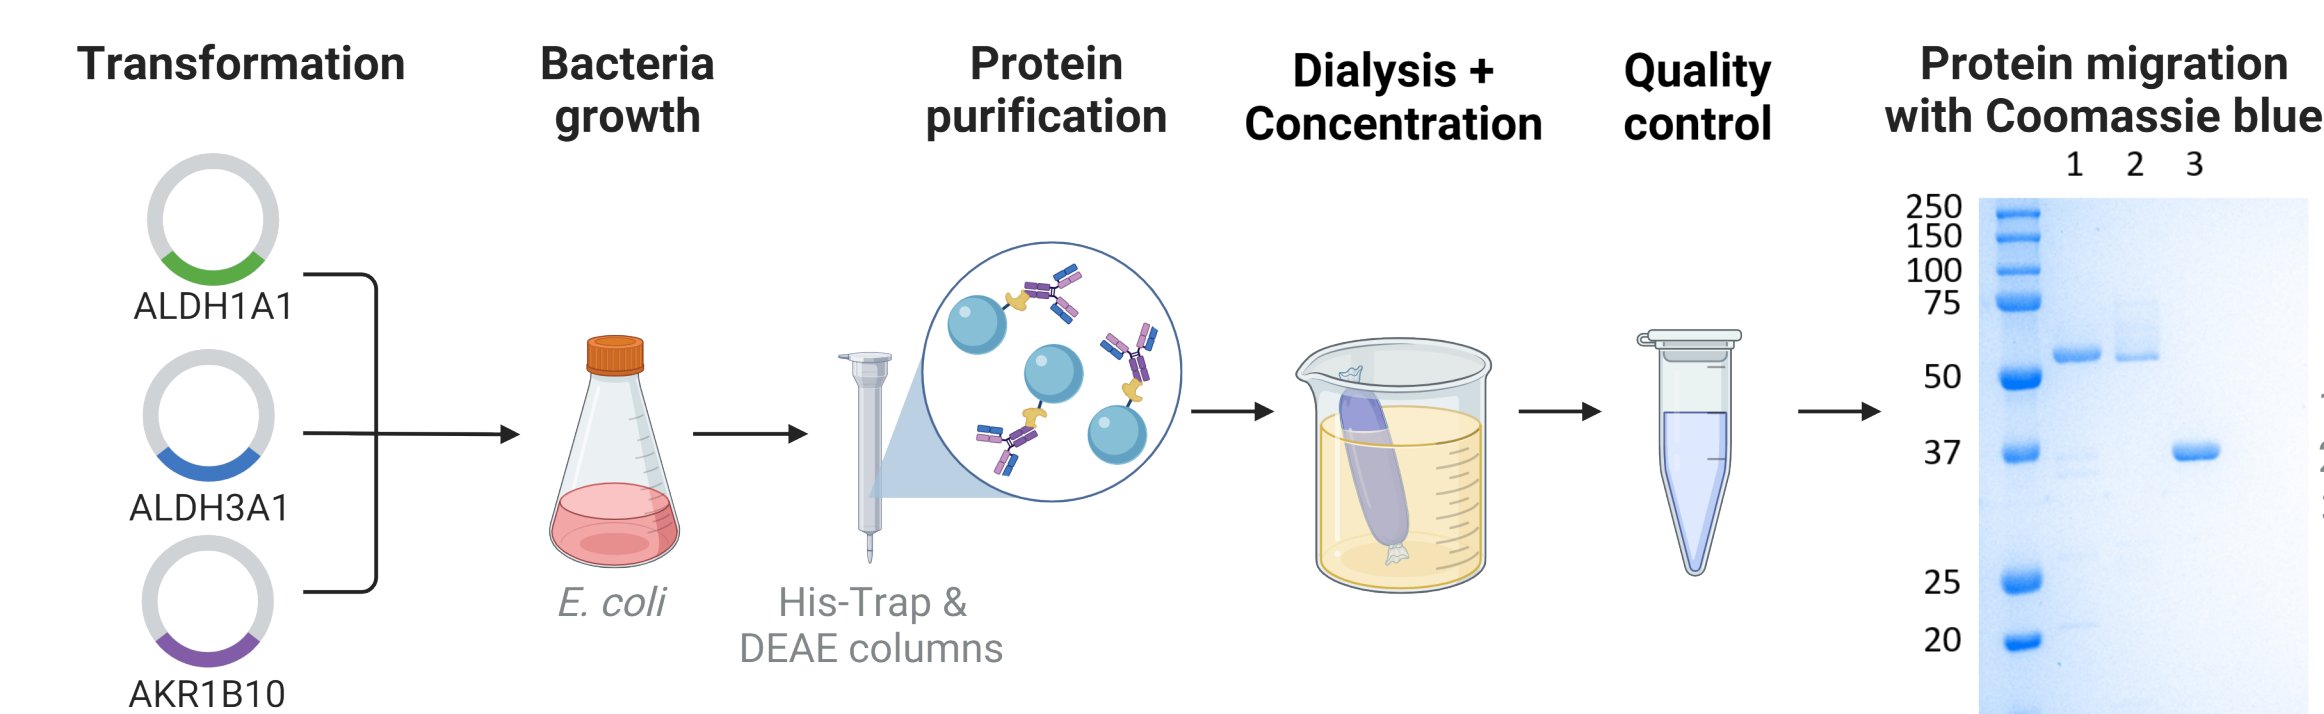 Transformation
ALDH1A1
ALDH3A1
AKR1B10
Bacteria
growth
E. coli
Protein
purification
His-Trap &
DEAE columns
Dialysis +
Concentration
Quality
control
Protein migration
with Coomassie blue
1 2 3
250
150
100
75
50
37
25
20